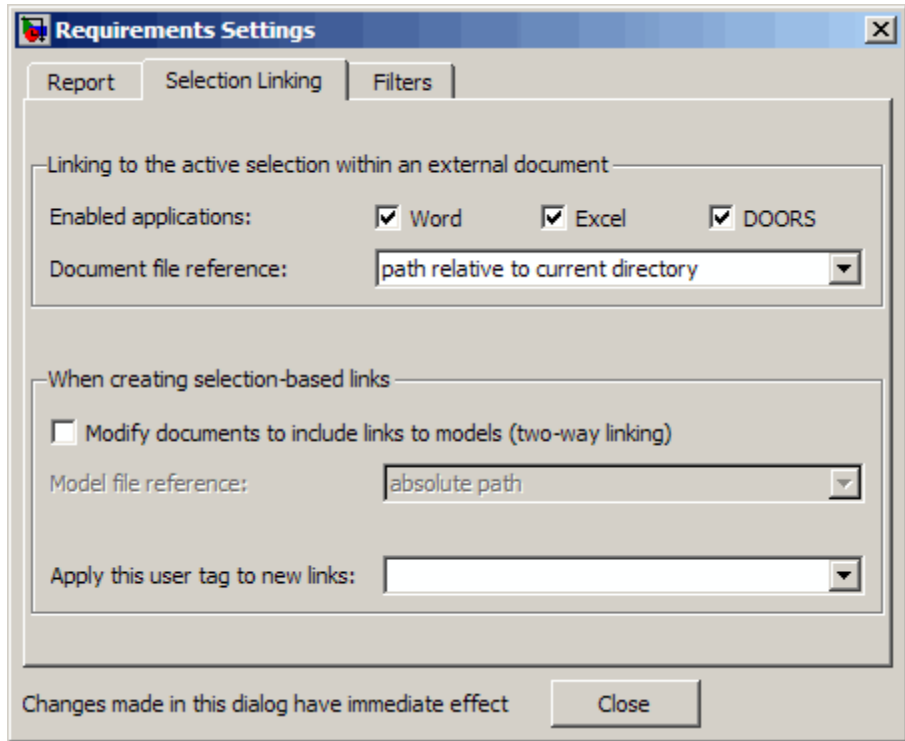 Requirements Settings
Report Selection Linking Filters
Linking to the active selection within an external document
Enabled applications: Word Excel DOORS
Document file reference: path relative to current directory
When creating selection-based links
Modify documents to include links to models (two-way linking)
Model file reference: absolute path
Apply this user tag to new links:
Changes made in this dialog have immediate effect Close